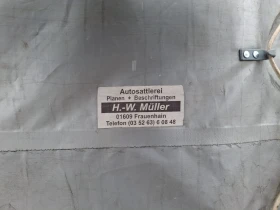 Autosattlerei
Planen + Beschriftungen
H.-W. Müller
01609 Frauenhain
Telefon (03 52 63) 6 08 48